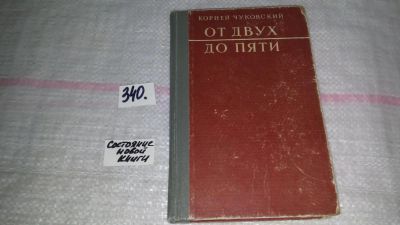 КОРНЕЙ ЧУКОВСКИЙ
ОТ ДВУХ
ДО ПЯТИ
340.
Состояние
новой
книги